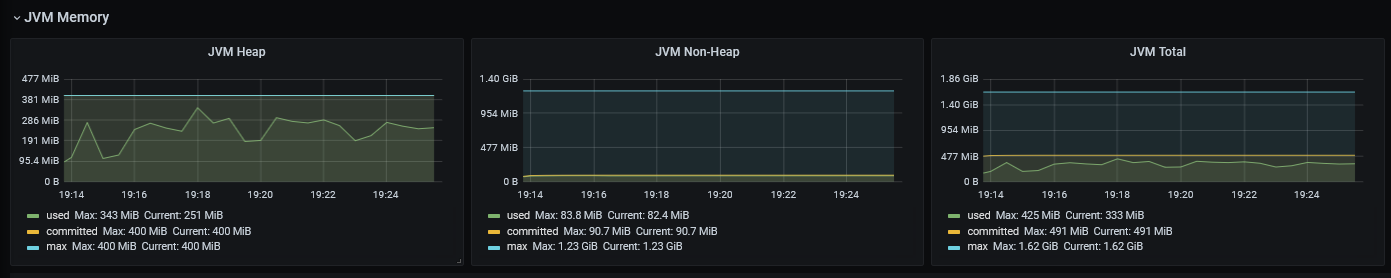 JVM Memory
JVM Heap
477 MiB
381 MiB
286 MiB
191 MiB
95.4 MiB
0 B
19:14 19:16 19:18 19:20 19:22 19:24
used Max: 343 MiB Current: 251 MiB
committed Max: 400 MiB Current: 400 MiB
max Max: 400 MiB Current: 400 MiB
JVM Non-Heap
1.40 GiB
954 MiB
477 MiB
0 B
19:14 19:16 19:18 19:20 19:22 19:24
used Max: 83.8 MiB Current: 82.4 MiB
committed Max: 90.7 MiB Current: 90.7 MiB
max Max: 1.23 GiB Current: 1.23 GiB
JVM Total
1.86 GiB
1.40 GiB
954 MiB
477 MiB
0 B
19:14 19:16 19:18 19:20 19:22 19:24
used Max: 425 MiB Current: 333 MiB
committed Max: 491 MiB Current: 491 MiB
max Max: 1.62 GiB Current: 1.62 GiB